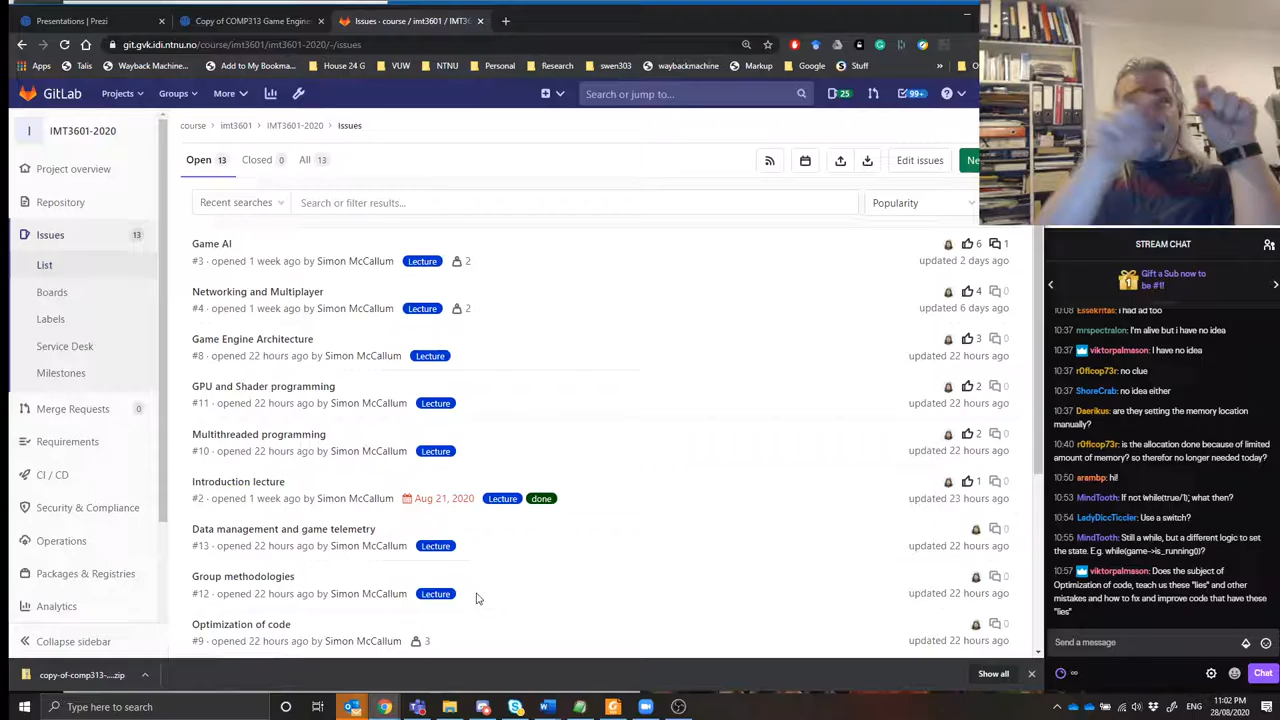 Presentations | Prezi
Copy of COMP313 Game Engine
Issues · course / imt3601 / IMT3
git.gvk.idi.ntnu.no/course/imt3601/imt3601-2020/-/issues
Apps
Talis
Wayback Machine...
Add to My Bookma...
House 24 G
VUW
NTNU
Personal
Research
swen303
waybackmachine
Markup
Google
Stuff
»
GitLab
Projects
Groups
More
Search or jump to...
25
99+
I
IMT3601-2020
course › imt3601 › IMT3601-2020 › Issues
Project overview
Repository
Issues 13
List
Boards
Labels
Service Desk
Milestones
Merge Requests 0
Requirements
CI / CD
Security & Compliance
Operations
Packages & Registries
Analytics
Collapse sidebar
Open 13 Closed 0 All 13
Edit issues
Ne
Recent searches
Search or filter results...
Popularity
Game AI 6 1
#3 · opened 1 week ago by Simon McCallum Lecture 2 updated 2 days ago
Networking and Multiplayer 4 0
#4 · opened 1 week ago by Simon McCallum Lecture 2 updated 6 days ago
Game Engine Architecture 3 0
#8 · opened 22 hours ago by Simon McCallum Lecture updated 22 hours ago
GPU and Shader programming 2 0
#11 · opened 22 hours ago by Simon McCallum Lecture updated 22 hours ago
Multithreaded programming 2 0
#10 · opened 22 hours ago by Simon McCallum Lecture updated 22 hours ago
Introduction lecture 1 0
#2 · opened 1 week ago by Simon McCallum Aug 21, 2020 Lecture done updated 23 hours ago
Data management and game telemetry 0
#13 · opened 22 hours ago by Simon McCallum Lecture updated 22 hours ago
Group methodologies 0
#12 · opened 22 hours ago by Simon McCallum Lecture updated 22 hours ago
Optimization of code 0
#9 · opened 22 hours ago by Simon McCallum 3 updated 22 hours ago
STREAM CHAT
Gift a Sub now to
be #1!
10:08 Essekritas: i had ad too
10:37 mrspectralon: I'm alive but i have no idea
10:37 viktorpalmason: I have no idea
10:37 r0flcop73r: no clue
10:37 ShoreCrab: no idea either
10:37 Daerikus: are they setting the memory location
manually?
10:40 r0flcop73r: is the allocation done because of limited
amount of memory? so therefor no longer needed today?
10:50 arambp: hi!
10:53 MindTooth: If not `while(true/1)`, what then?
10:54 LadyDiccTiccler: Use a switch?
10:55 MindTooth: Still a while, but a different logic to set
the state. E.g. while(game->is_running())?
10:57 viktorpalmason: Does the subject of
Optimization of code, teach us these "lies" and other
mistakes and how to fix and improve code that have these
"lies"
Send a message
Chat
copy-of-comp313-....zip
Show all
Type here to search
ENG
11:02 PM
28/08/2020